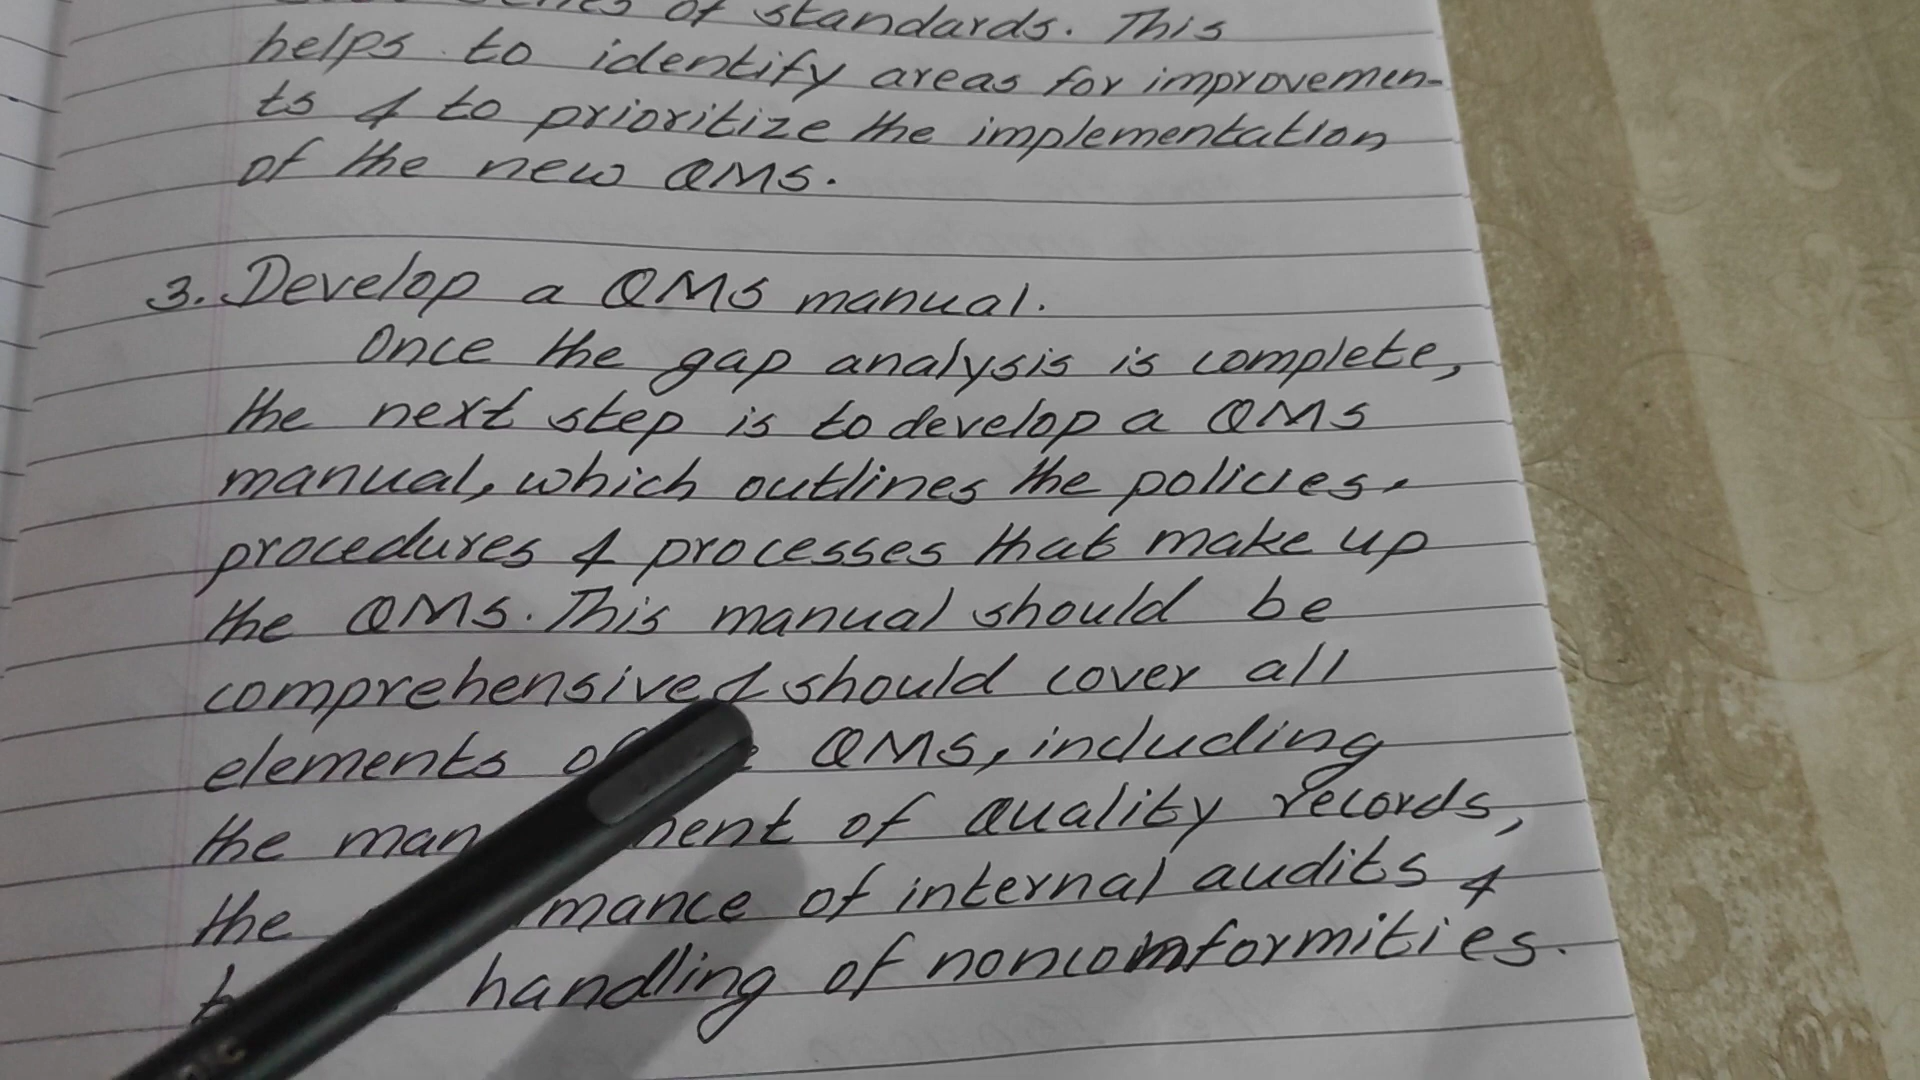 of standards. This
helps to identify areas for improvemen-
ts & to prioritize the implementation
of the new QMS.
3. Develop a QMS manual.
Once the gap analysis is complete,
the next step is to develop a QMS
manual, which outlines the policies,
procedures & processes that make up
the QMS. This manual should be
comprehensive & should cover all
elements QMS, including
the of quality records,
the of internal audits &
handling of nonconformities.